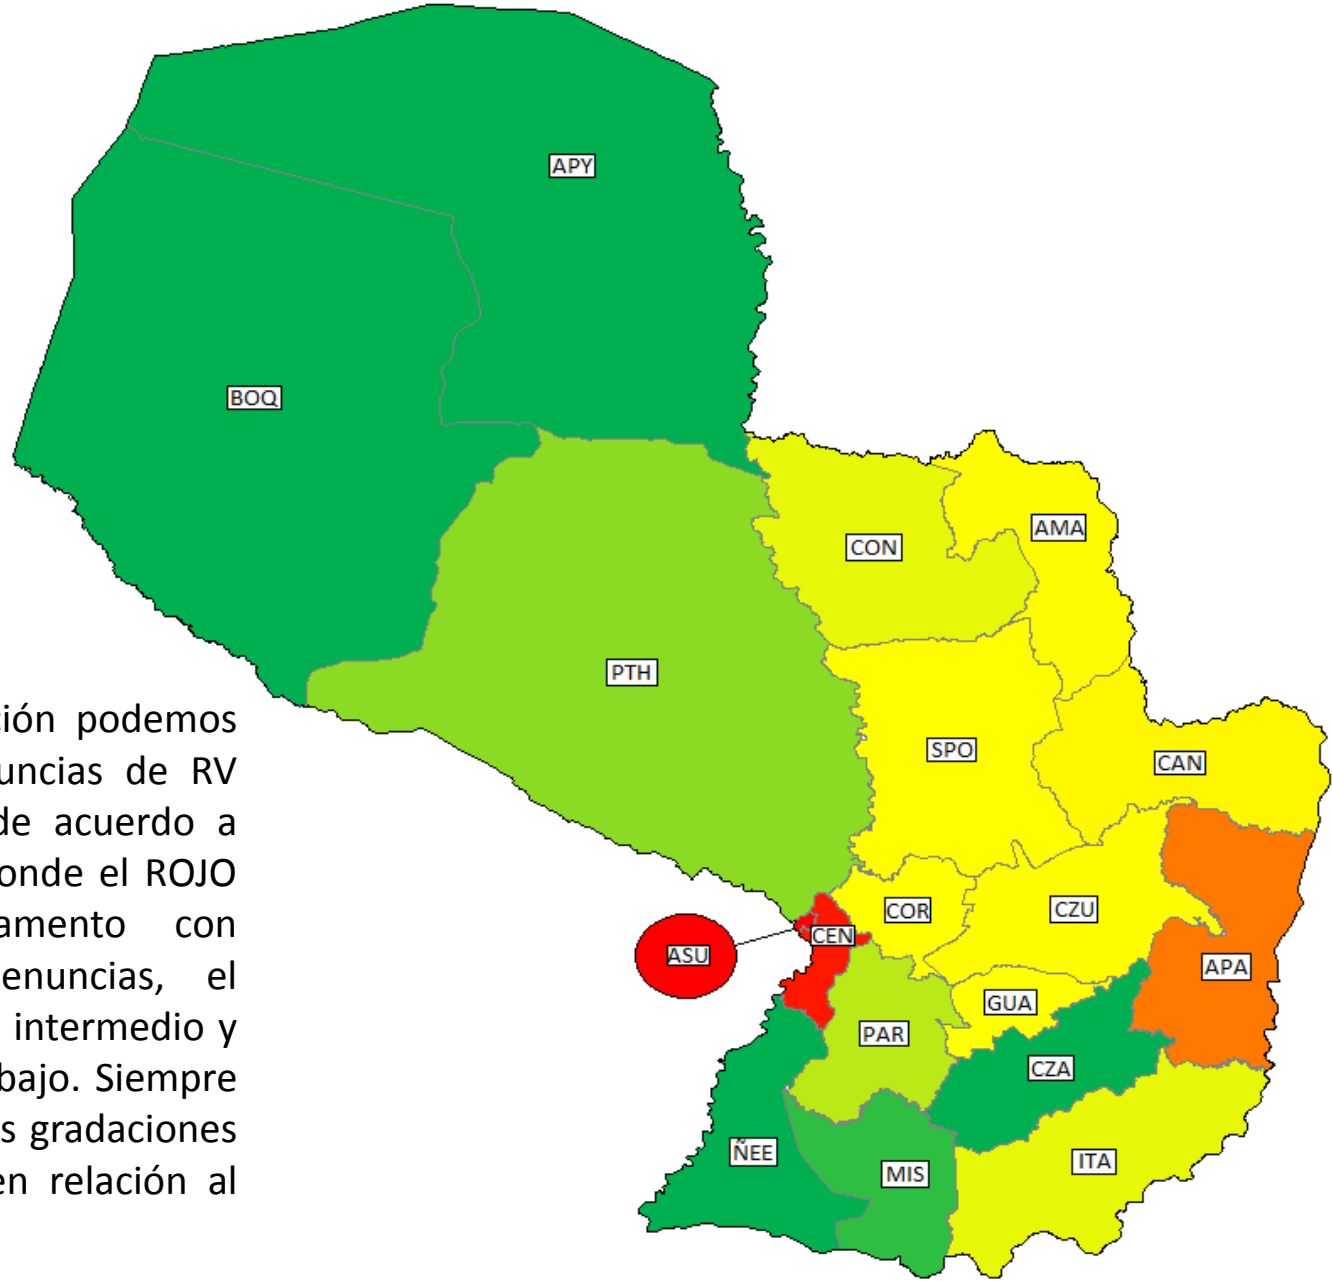 APY
BOQ
CON
AMA
PTH
SPO
CAN
COR
CZU
CEN
ASU
APA
GUA
PAR
CZA
ÑEE
MIS
ITA
ción podemos
uncias de RV
de acuerdo a
onde el ROJO
amento con
enuncias, el
intermedio y
bajo. Siempre
s gradaciones
en relación al